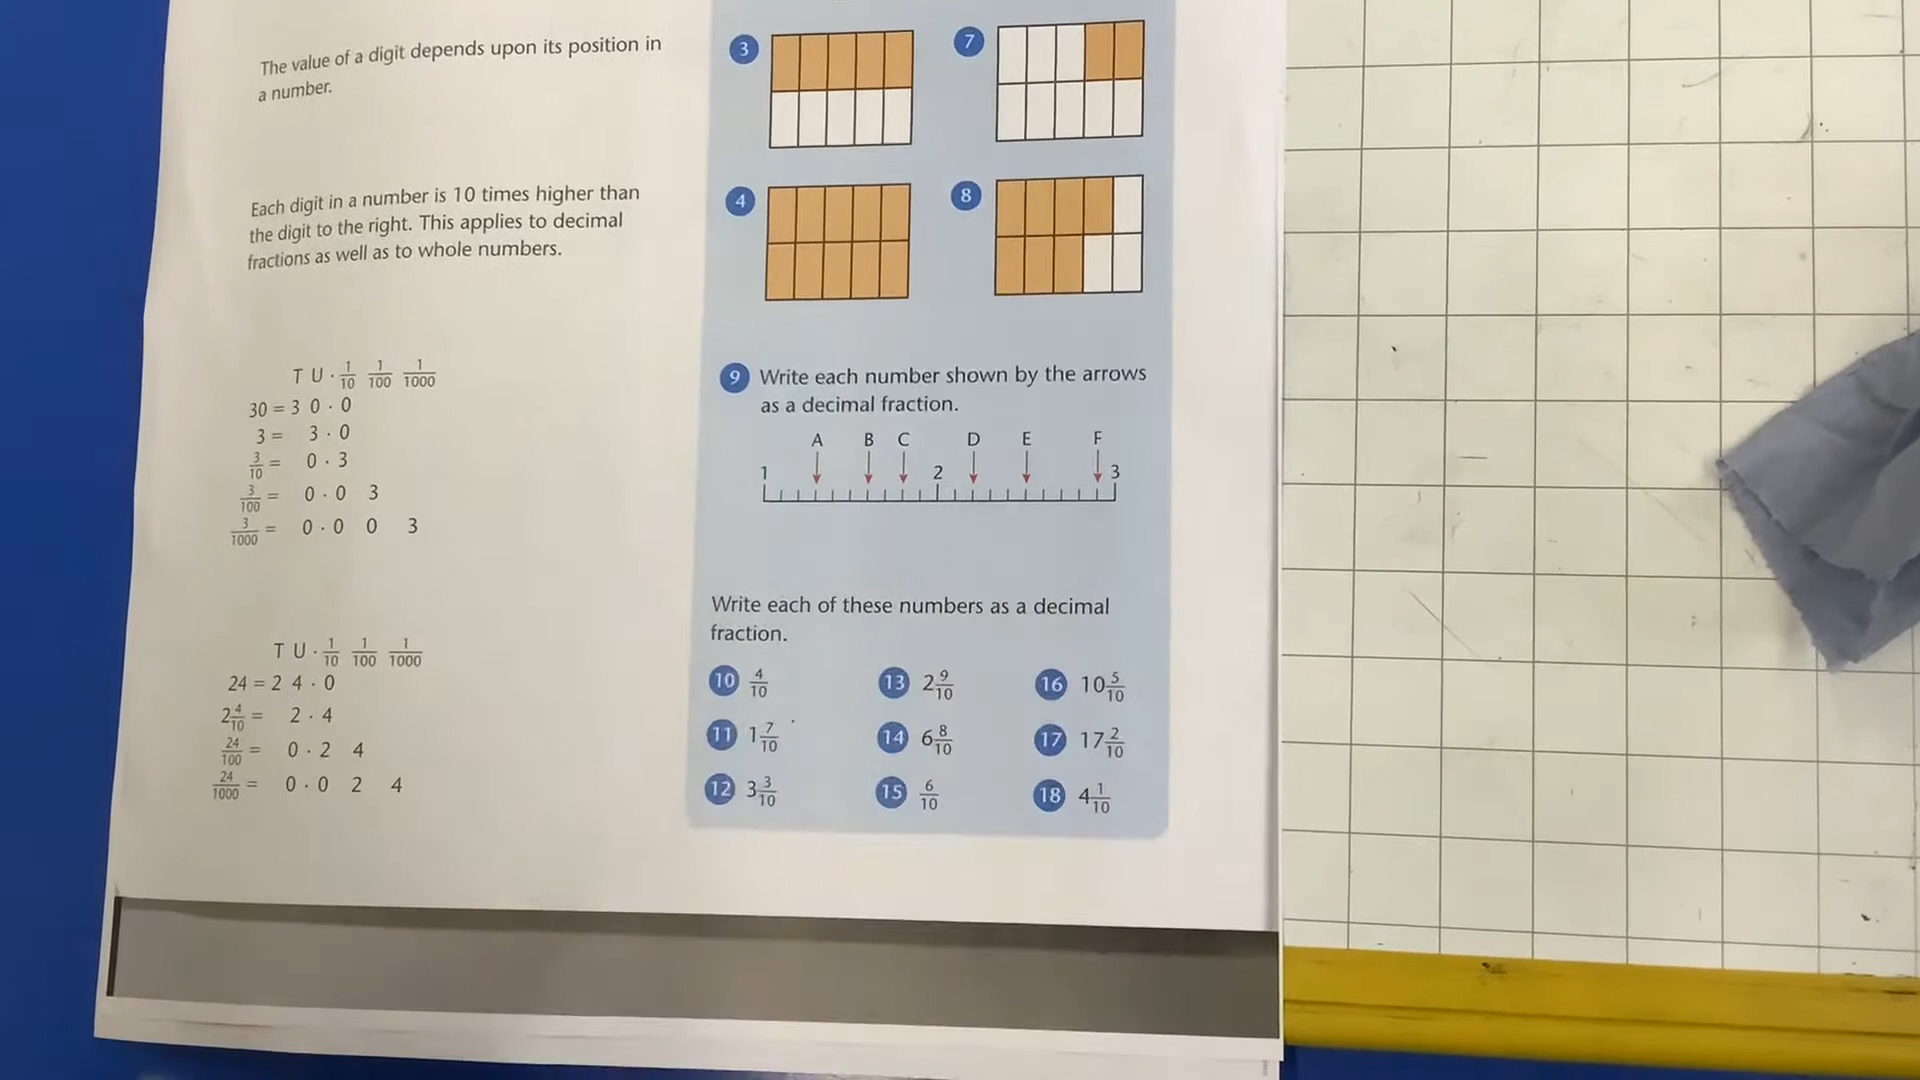 The value of a digit depends upon its position in
a number.
Each digit in a number is 10 times higher than
the digit to the right. This applies to decimal
fractions as well as to whole numbers.
T U · 1/10 1/100 1/1000
30 = 3 0 · 0
3 = 3 · 0
3/10 = 0 · 3
3/100 = 0 · 0 3
3/1000 = 0 · 0 0 3
T U · 1/10 1/100 1/1000
24 = 2 4 · 0
2 4/10 = 2 · 4
24/100 = 0 · 2 4
24/1000 = 0 · 0 2 4
3 7
4 8
9 Write each number shown by the arrows
as a decimal fraction.
A B C D E F
1 2 3
Write each of these numbers as a decimal
fraction.
10 4/10 13 2 9/10 16 10 5/10
11 1 7/10 14 6 8/10 17 17 2/10
12 3 3/10 15 6/10 18 4 1/10